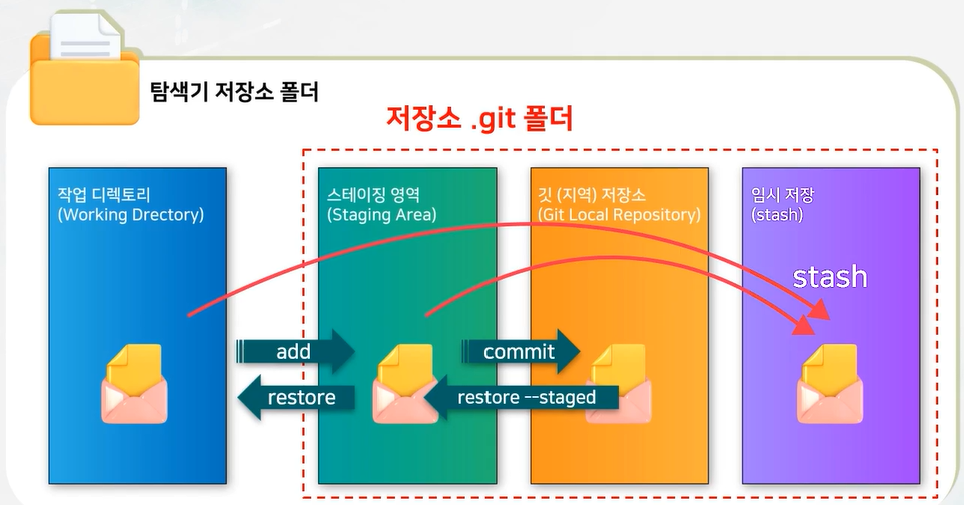 탐색기 저장소 폴더
저장소 .git 폴더
작업 디렉토리
(Working Drectory)
스테이징 영역
(Staging Area)
깃 (지역) 저장소
(Git Local Repository)
임시 저장
(stash)
stash
add
commit
restore
restore --staged